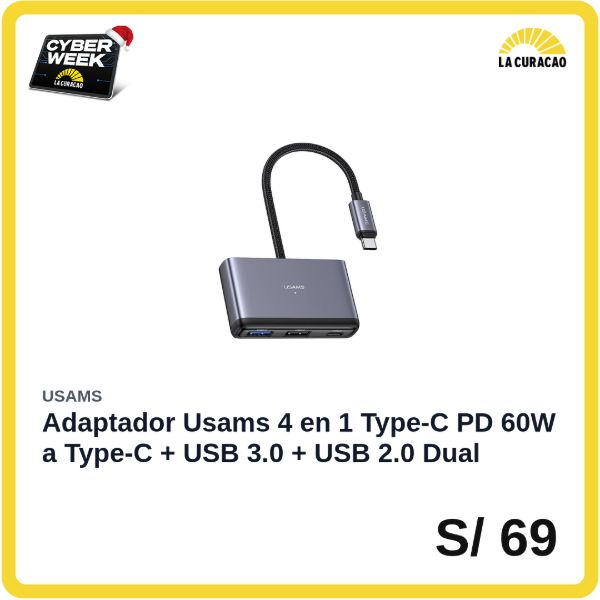 CYBER
WEEK
LA CURACAO
LA CURACAO
USAMS
USAMS
Adaptador Usams 4 en 1 Type-C PD 60W
a Type-C + USB 3.0 + USB 2.0 Dual
S/ 69